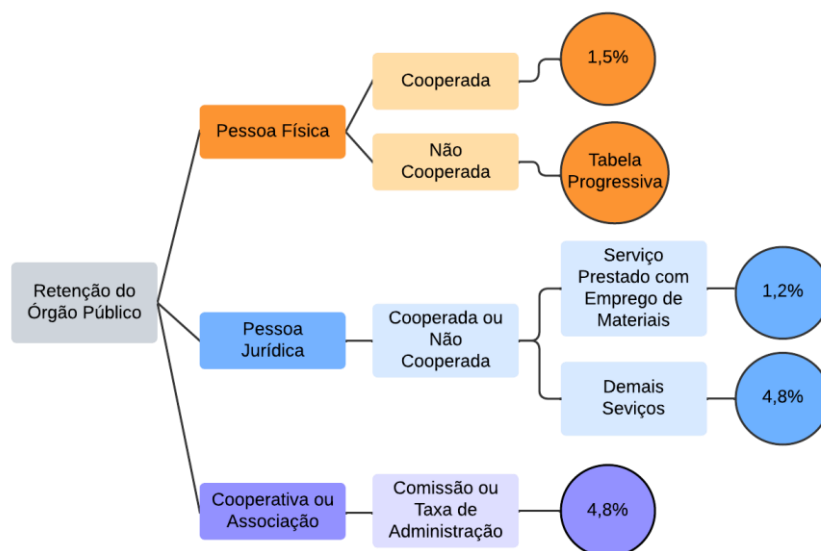 Retenção do
Órgão Público
Pessoa Física
Cooperada
1,5%
Não
Cooperada
Tabela
Progressiva
Pessoa
Jurídica
Cooperada ou
Não
Cooperada
Serviço
Prestado com
Emprego de
Materiais
1,2%
Demais
Seviços
4,8%
Cooperativa ou
Associação
Comissão ou
Taxa de
Administração
4,8%